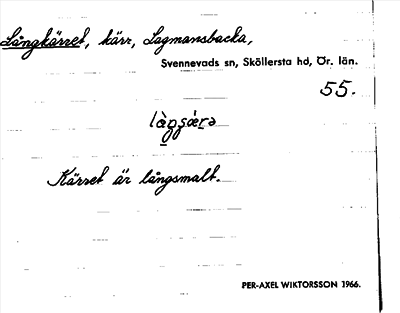 Långkärret, kärr, Lagmansbacka,
Svennevads sn, Sköllersta hd, Ör. län.
55.
Kärret är långsmalt.
PER-AXEL WIKTORSSON 1966.